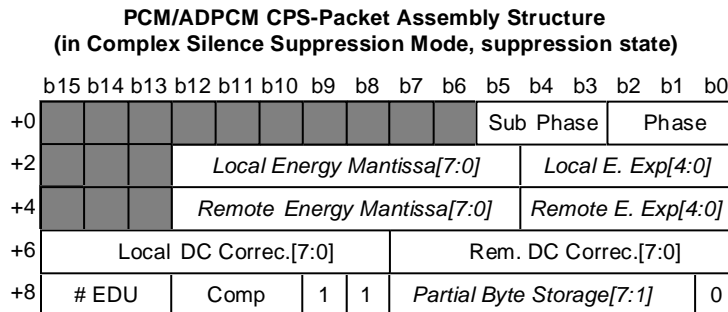 PCM/ADPCM CPS-Packet Assembly Structure
(in Complex Silence Suppression Mode, suppression state)
b15 b14 b13 b12 b11 b10 b9 b8 b7 b6 b5 b4 b3 b2 b1 b0
+0 Sub Phase Phase
+2 Local Energy Mantissa[7:0] Local E. Exp[4:0]
+4 Remote Energy Mantissa[7:0] Remote E. Exp[4:0]
+6 Local DC Correc.[7:0] Rem. DC Correc.[7:0]
+8 # EDU Comp 1 1 Partial Byte Storage[7:1] 0